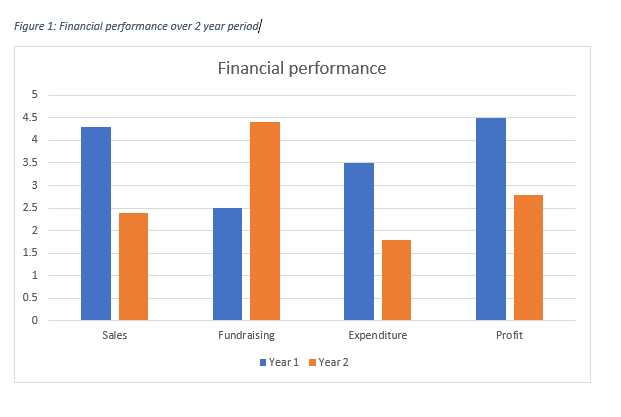 Figure 1: Financial performance over 2 year period
Financial performance
5
4.5
4
3.5
3
2.5
2
1.5
1
0.5
0
Sales Fundraising Expenditure Profit
Year 1 Year 2